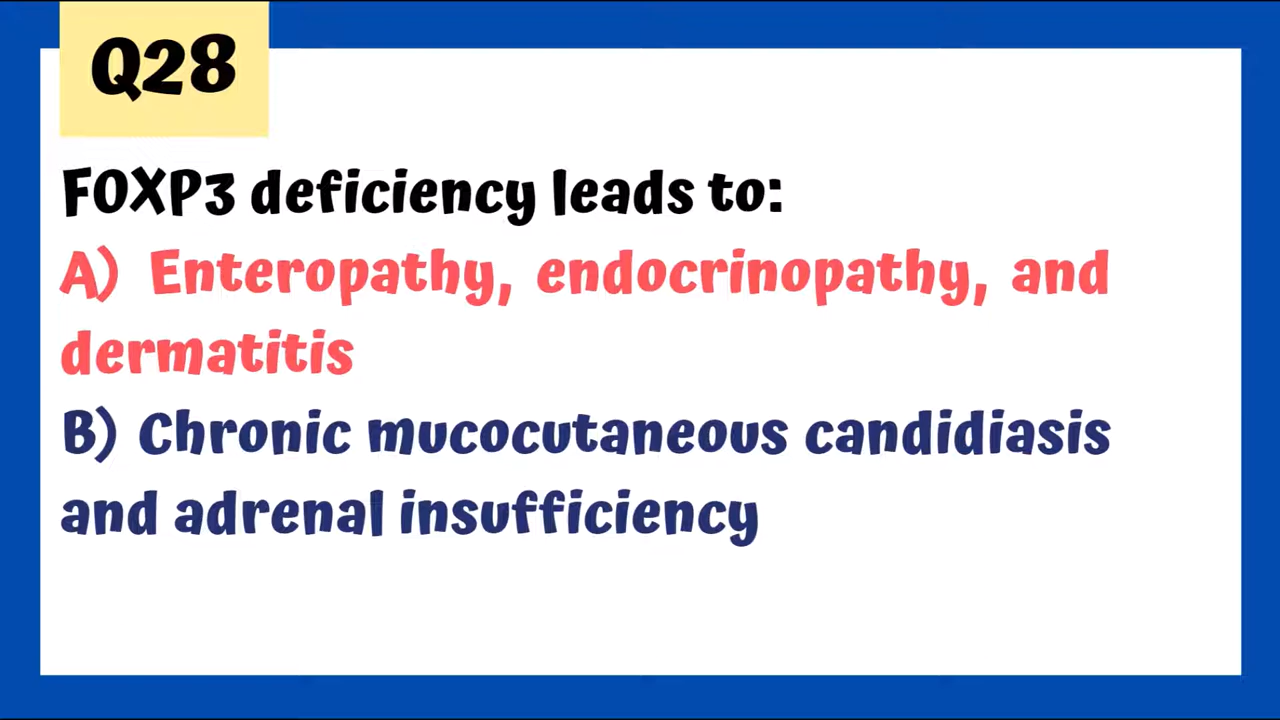 Q28
FOXP3 deficiency leads to:
A) Enteropathy, endocrinopathy, and
dermatitis
B) Chronic mucocutaneous candidiasis
and adrenal insufficiency